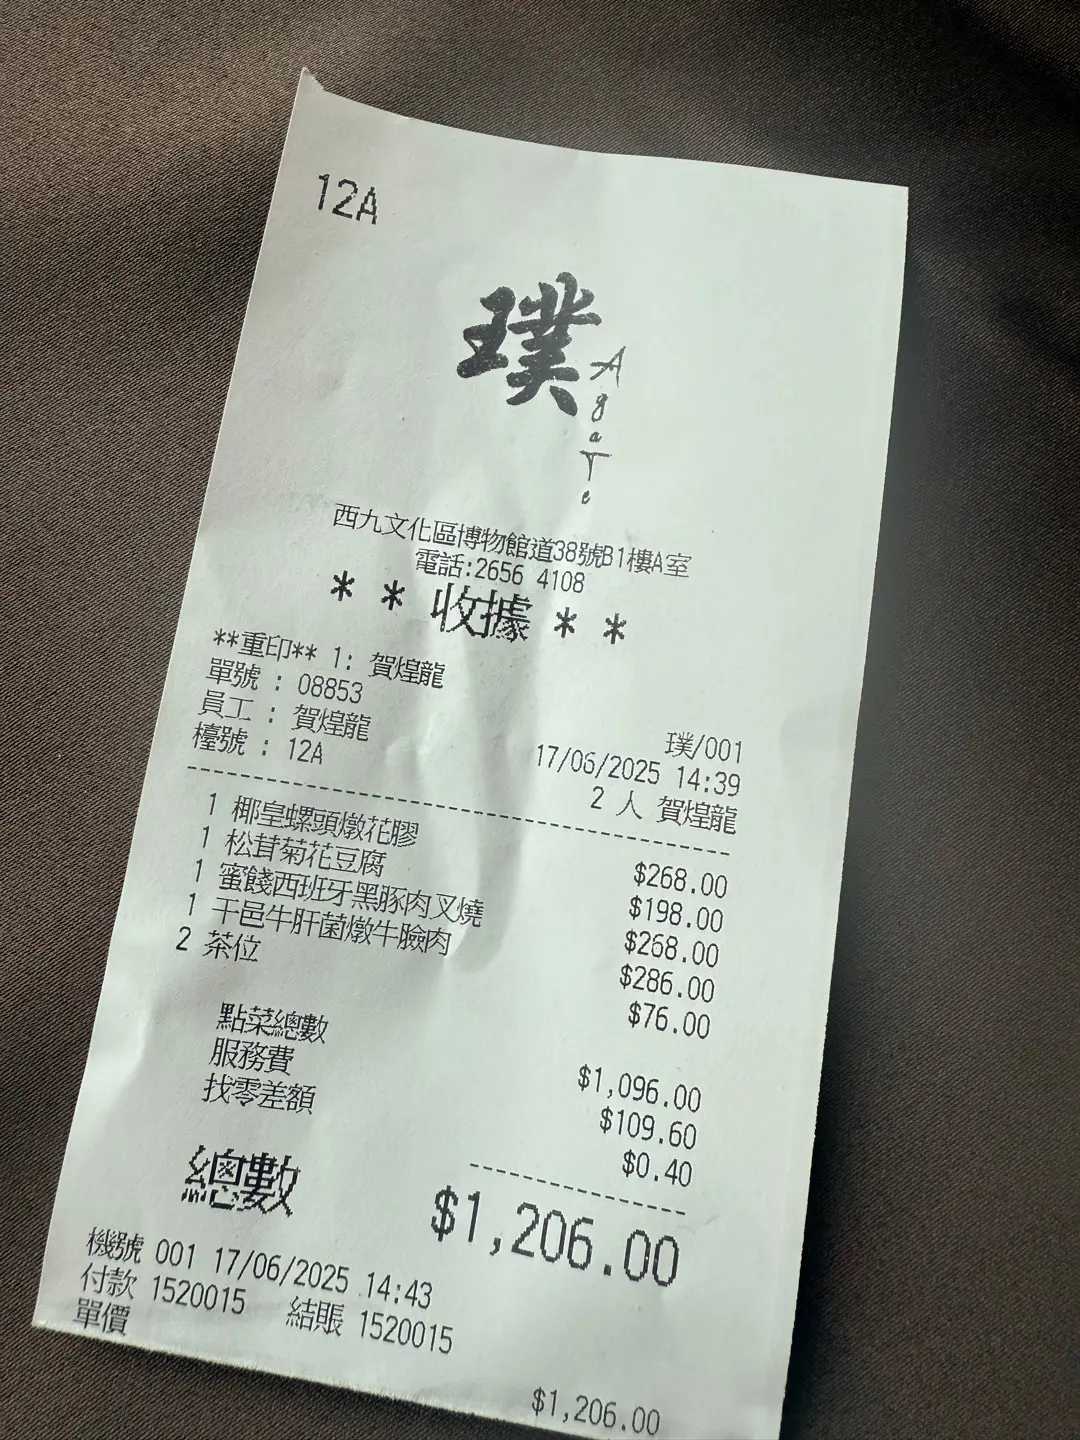 12A
璞
Agate
西九文化區博物館道38號B1樓A室
電話:2656 4108
* * 收據 * *
**重印** 1: 賀煌龍
單號 : 08853
員工 : 賀煌龍 璞/001
檯號 : 12A 17/06/2025 14:39
2 人 賀煌龍
1 椰皇螺頭燉花膠 $268.00
1 松茸菊花豆腐 $198.00
1 蜜餞西班牙黑豚肉叉燒 $268.00
1 干邑牛肝菌燉牛臉肉 $286.00
2 茶位 $76.00
點菜總數 $1,096.00
服務費 $109.60
找零差額 $0.40
總數 $1,206.00
機號 001 17/06/2025 14:43
付款 1520015 結賬 1520015
單價 $1,206.00